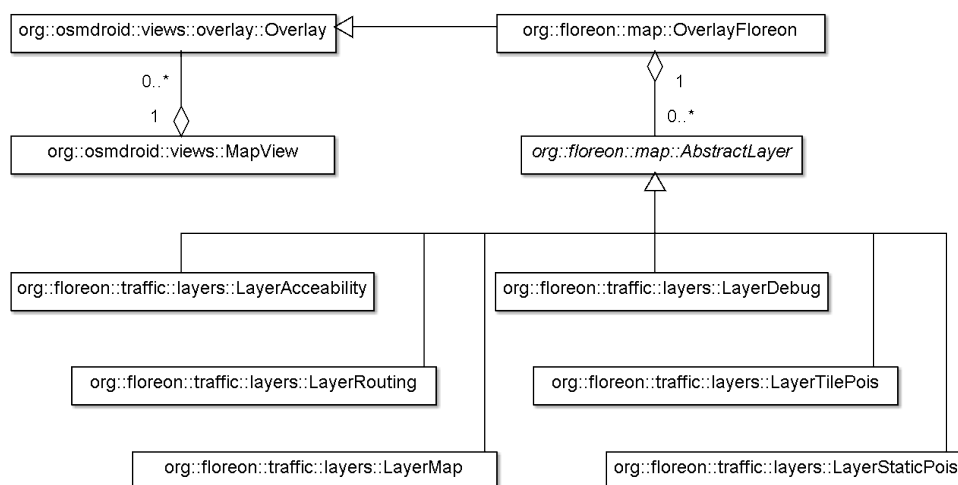 org::osmdroid::views::overlay::Overlay
org::floreon::map::OverlayFloreon
0..*
1
1
0..*
org::osmdroid::views::MapView
org::floreon::map::AbstractLayer
org::floreon::traffic::layers::LayerAcceability
org::floreon::traffic::layers::LayerDebug
org::floreon::traffic::layers::LayerRouting
org::floreon::traffic::layers::LayerTilePois
org::floreon::traffic::layers::LayerMap
org::floreon::traffic::layers::LayerStaticPois